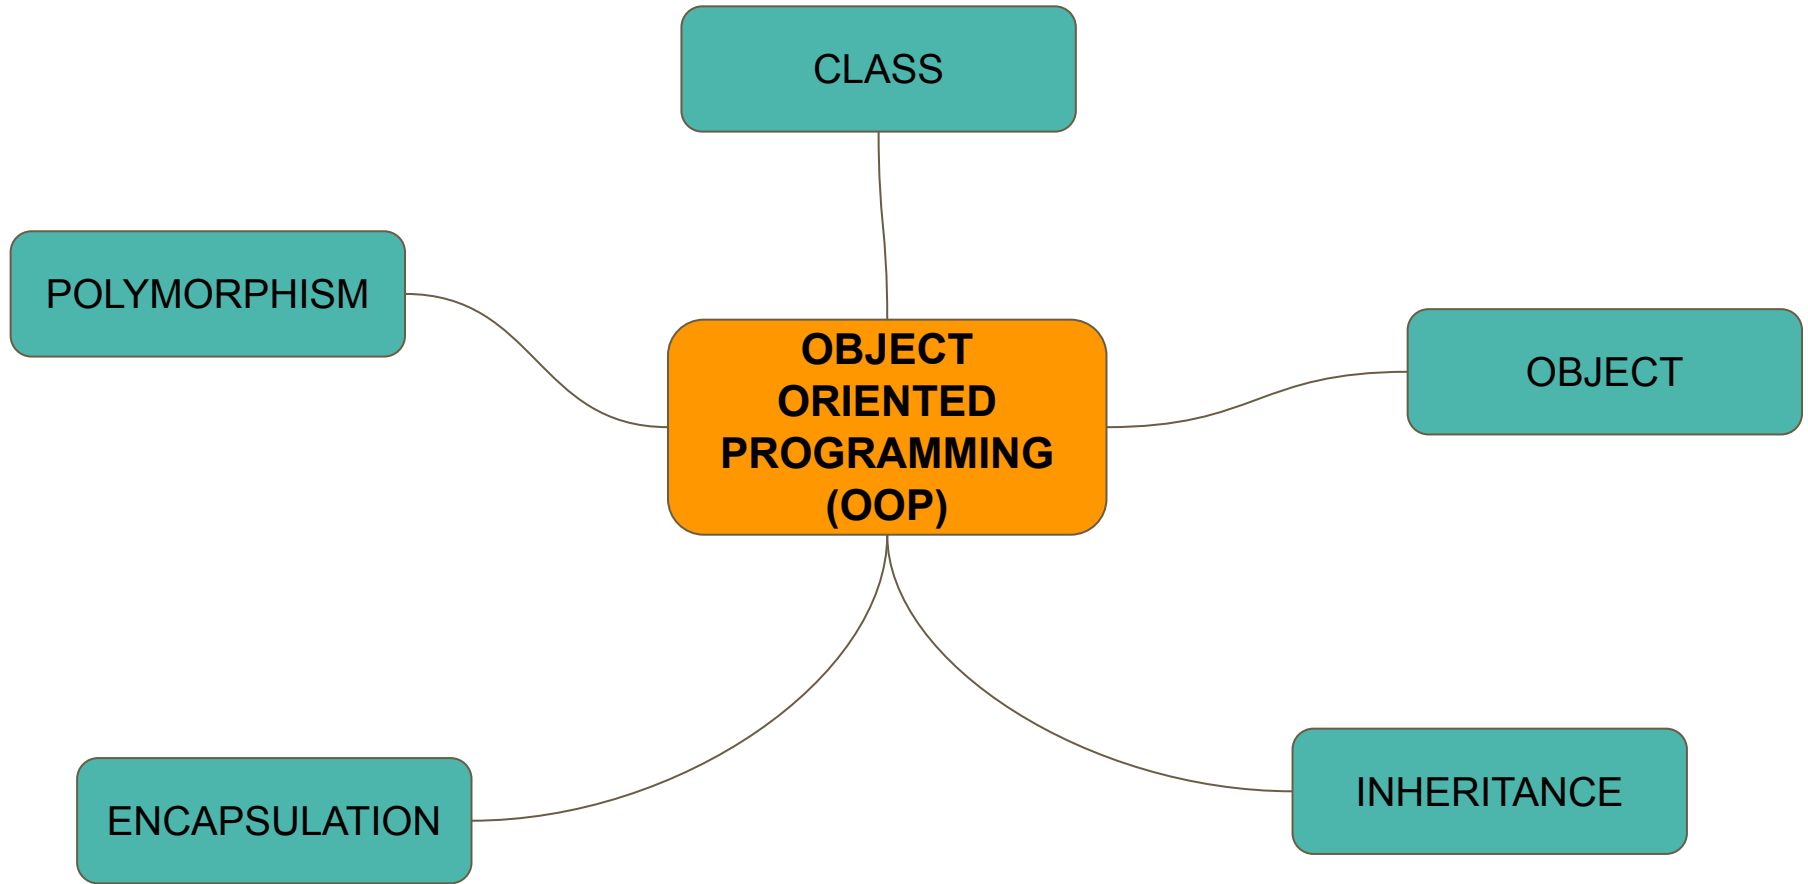 CLASS
POLYMORPHISM
OBJECT
ORIENTED
PROGRAMMING
(OOP)
OBJECT
ENCAPSULATION
INHERITANCE